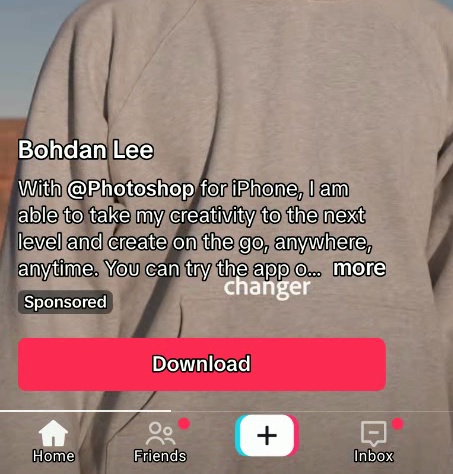 Bohdan Lee
With @Photoshop for iPhone, I am
able to take my creativity to the next
level and create on the go, anywhere,
anytime. You can try the app o... more
changer
Sponsored
Download
Home
Friends
Inbox